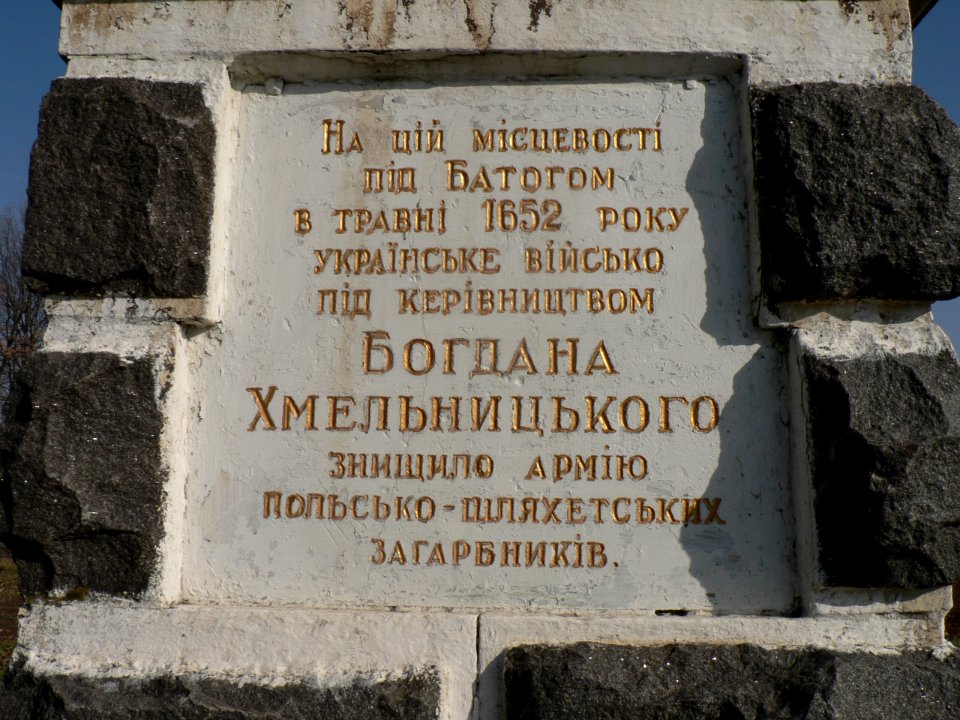 На цій місцевості
під Батогом
в травні 1652 року
українське військо
під керівництвом
Богдана
Хмельницького
знищило армію
польсько-шляхетських
загарбників.